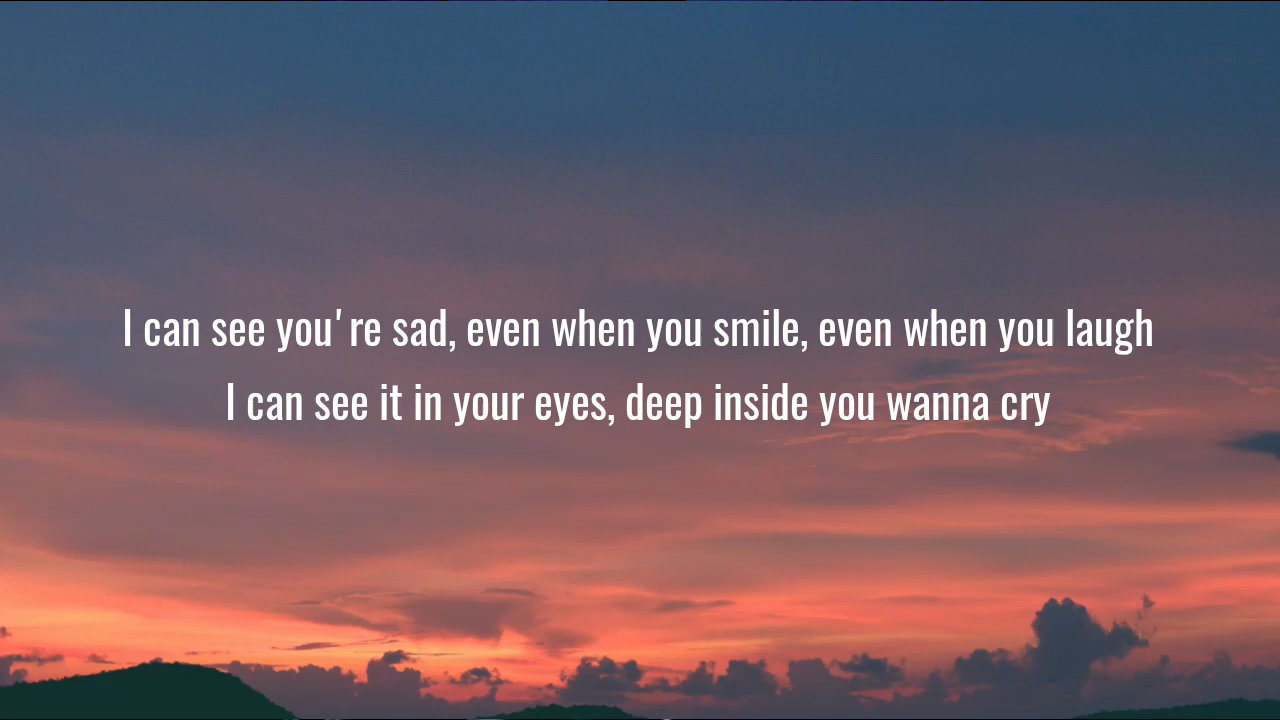 I can see you're sad, even when you smile, even when you laugh
I can see it in your eyes, deep inside you wanna cry